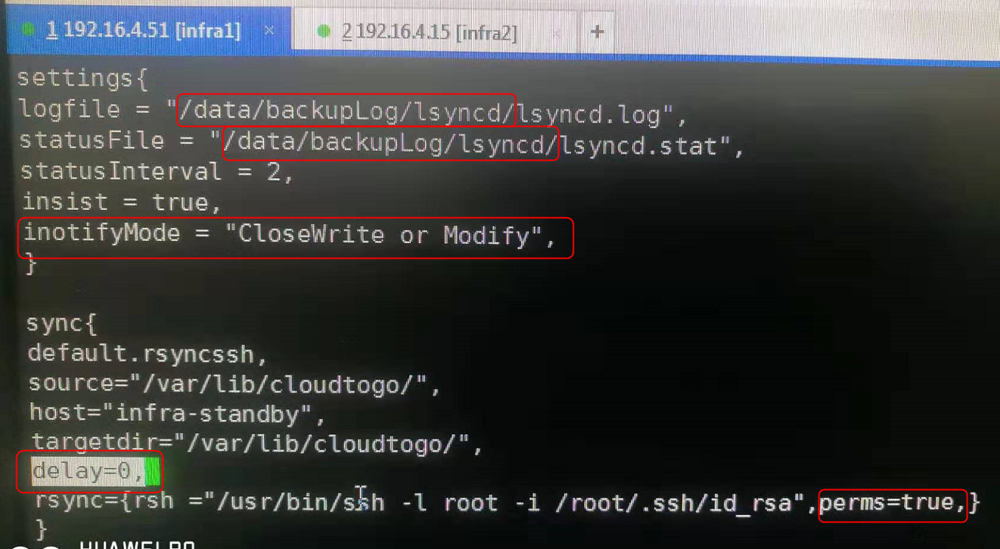 1 192.16.4.51 [infra1] × 2 192.16.4.15 [infra2] × +
settings{
logfile = "/data/backupLog/lsyncd/lsyncd.log",
statusFile = "/data/backupLog/lsyncd/lsyncd.stat",
statusInterval = 2,
insist = true,
inotifyMode = "CloseWrite or Modify",
}
sync{
default.rsyncssh,
source="/var/lib/cloudtogo/",
host="infra-standby",
targetdir="/var/lib/cloudtogo/",
delay=0,
rsync={rsh ="/usr/bin/ssh -l root -i /root/.ssh/id_rsa",perms=true,}
}